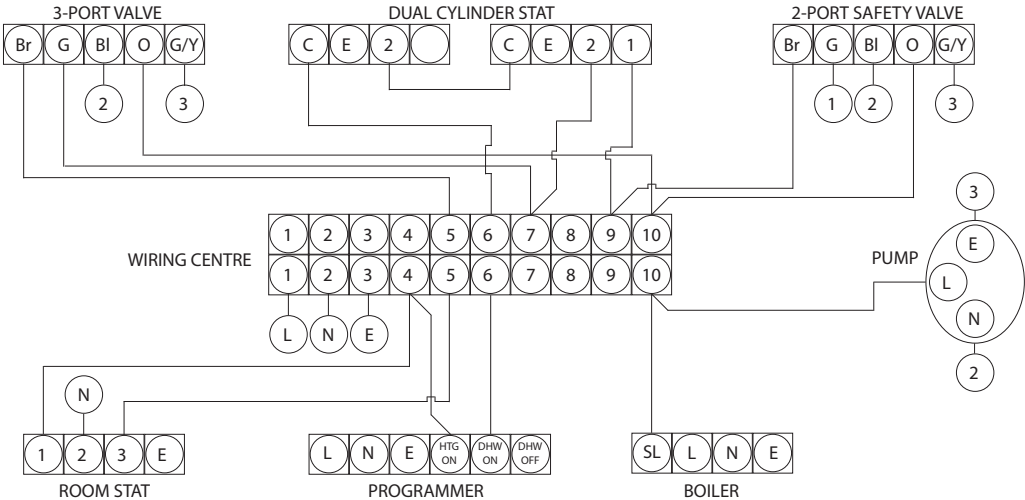 3-PORT VALVE DUAL CYLINDER STAT 2-PORT SAFETY VALVE
Br G Bl O G/Y C E 2 C E 2 1 Br G Bl O G/Y
2 3 1 2 3
3
1 2 3 4 5 6 7 8 9 10
E
WIRING CENTRE
PUMP
1 2 3 4 5 6 7 8 9 10
L
N
L N E
2
N
1 2 3 E L N E HTG ON DHW ON DHW OFF SL L N E
ROOM STAT PROGRAMMER BOILER